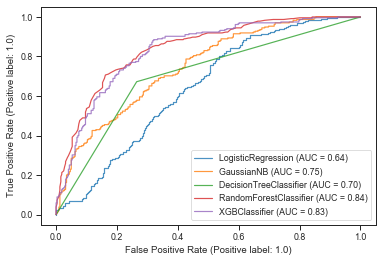 1.0
0.8
0.6
0.4
0.2
0.0
True Positive Rate (Positive label: 1.0)
LogisticRegression (AUC = 0.64)
GaussianNB (AUC = 0.75)
DecisionTreeClassifier (AUC = 0.70)
RandomForestClassifier (AUC = 0.84)
XGBClassifier (AUC = 0.83)
0.0 0.2 0.4 0.6 0.8 1.0
False Positive Rate (Positive label: 1.0)